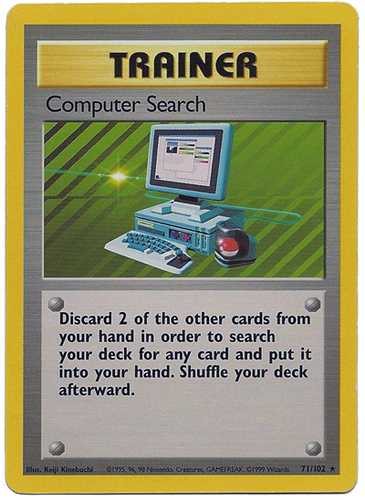 TRAINER
Computer Search
Discard 2 of the other cards from
your hand in order to search
your deck for any card and put it
into your hand. Shuffle your deck
afterward.
Illus. Keiji Kinebuchi ©1995, 96, 98 Nintendo, Creatures, GAMEFREAK. ©1999 Wizards. 71/102 ★